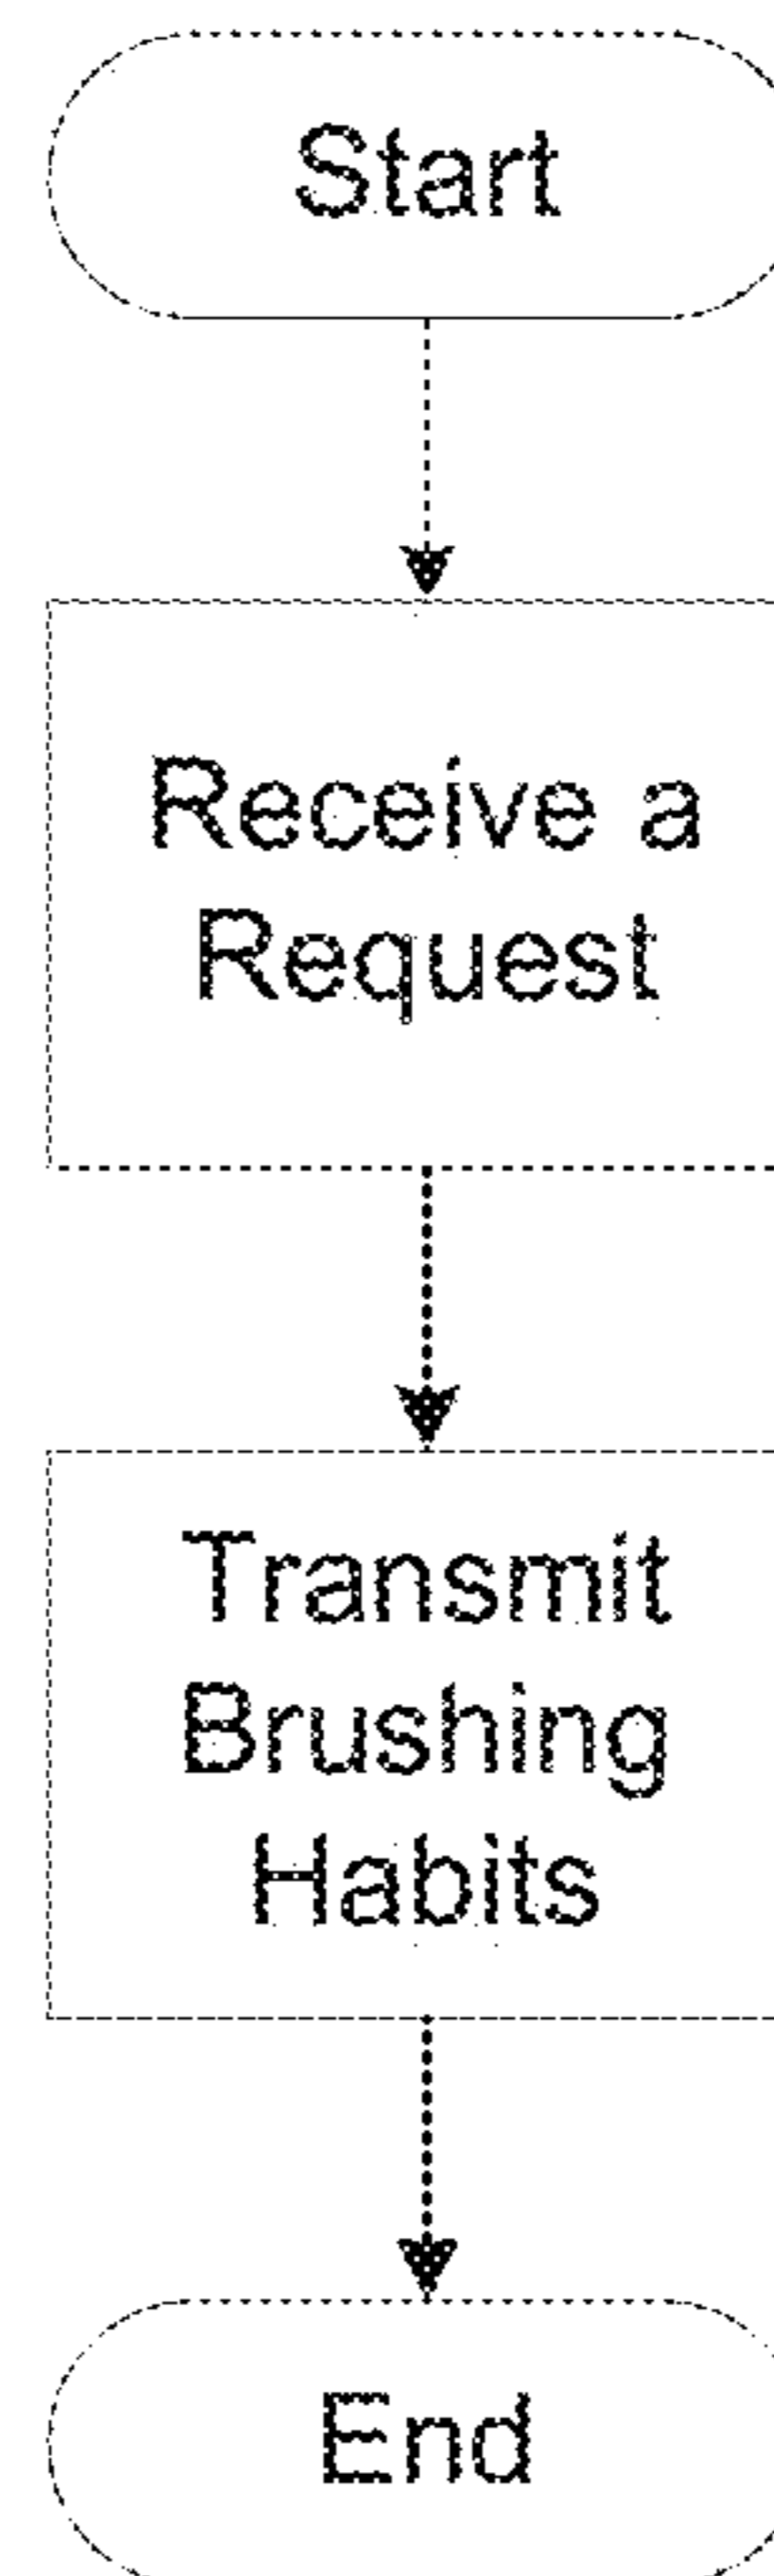 Start
Receive a
Request
Transmit
Brushing
Habits
End